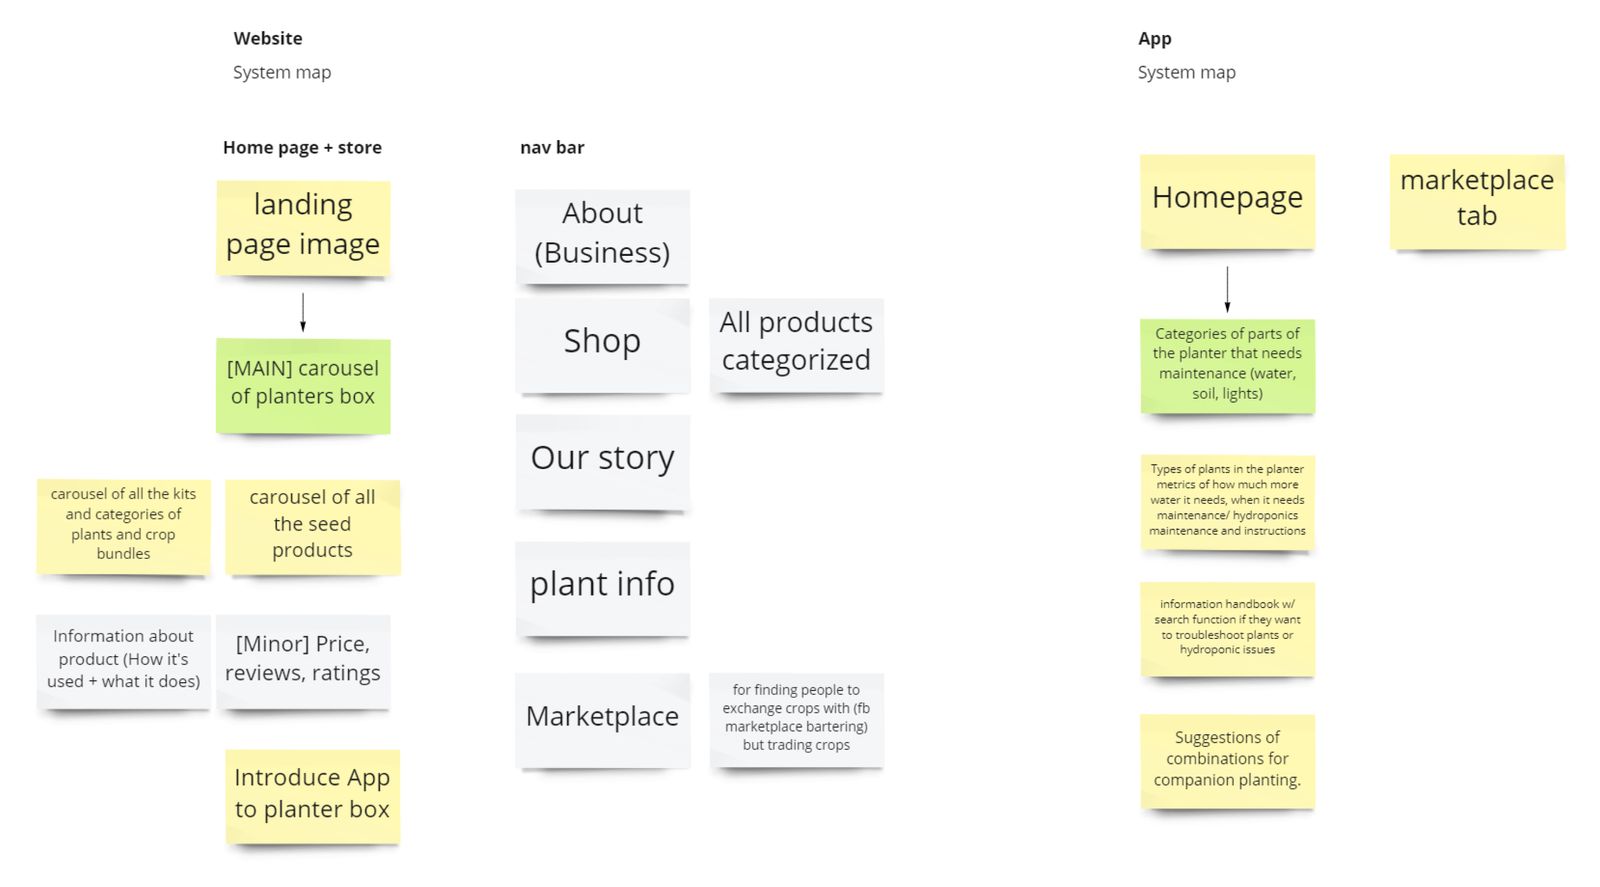 Website
System map
Home page + store
landing
page image
[MAIN] carousel
of planters box
carousel of all the kits
and categories of
plants and crop
bundles
carousel of all
the seed
products
Information about
product (How it's
used + what it does)
[Minor] Price,
reviews, ratings
Introduce App
to planter box
nav bar
About
(Business)
Shop
All products
categorized
Our story
plant info
Marketplace
for finding people to
exchange crops with (fb
marketplace bartering)
but trading crops
App
System map
Homepage
marketplace
tab
Categories of parts of
the planter that needs
maintenance (water,
soil, lights)
Types of plants in the planter
metrics of how much more
water it needs, when it needs
maintenance/ hydroponics
maintenance and instructions
information handbook w/
search function if they want
to troubleshoot plants or
hydroponic issues
Suggestions of
combinations for
companion planting.